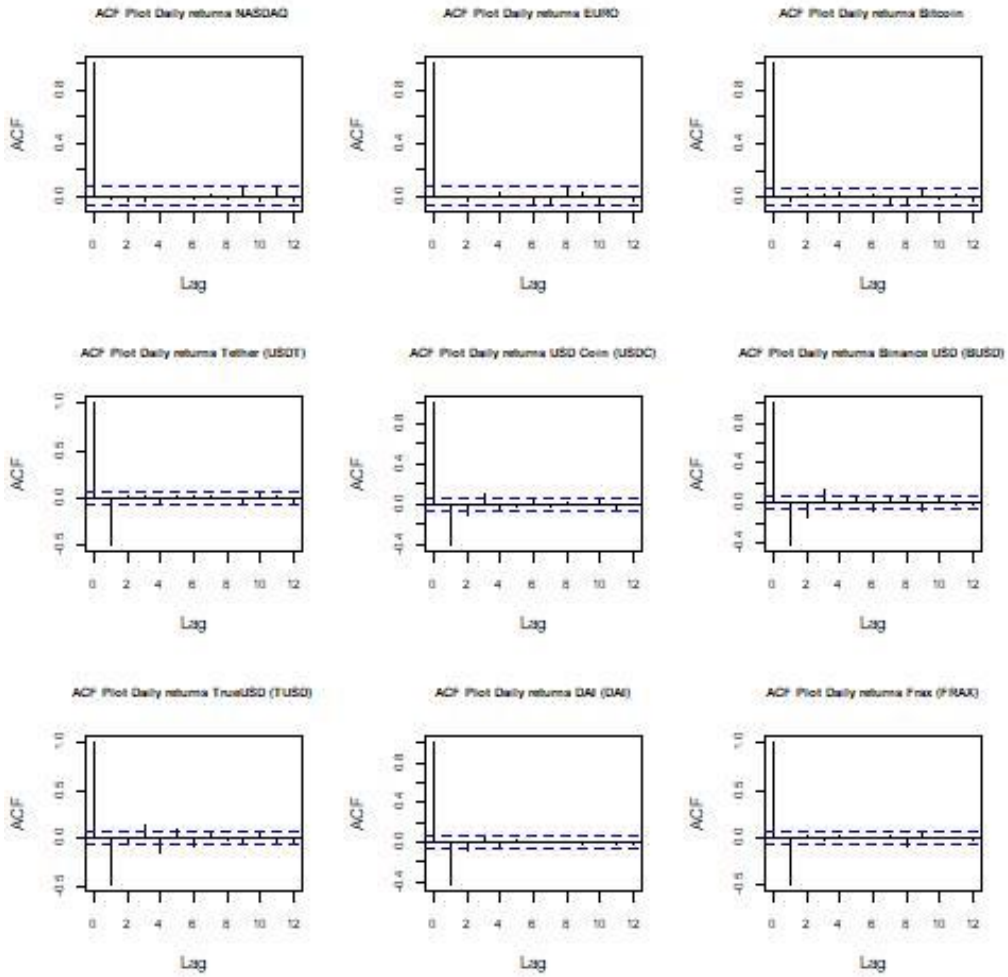 ACF Plot Daily returns NASDAQ
ACF
0.0 0.4 0.8
0 2 4 6 8 10 12
Lag
ACF Plot Daily returns EURO
ACF
0.0 0.4 0.8
0 2 4 6 8 10 12
Lag
ACF Plot Daily returns Bitcoin
ACF
0.0 0.4 0.8
0 2 4 6 8 10 12
Lag
ACF Plot Daily returns Tether (USDT)
ACF
-0.5 0.0 0.5 1.0
0 2 4 6 8 10 12
Lag
ACF Plot Daily returns USD Coin (USDC)
ACF
-0.4 0.0 0.4 0.8
0 2 4 6 8 10 12
Lag
ACF Plot Daily returns Binance USD (BUSD)
ACF
-0.4 0.0 0.4 0.8
0 2 4 6 8 10 12
Lag
ACF Plot Daily returns TrueUSD (TUSD)
ACF
-0.5 0.0 0.5 1.0
0 2 4 6 8 10 12
Lag
ACF Plot Daily returns DAI (DAI)
ACF
-0.4 0.0 0.4 0.8
0 2 4 6 8 10 12
Lag
ACF Plot Daily returns Frax (FRAX)
ACF
-0.5 0.0 0.5 1.0
0 2 4 6 8 10 12
Lag